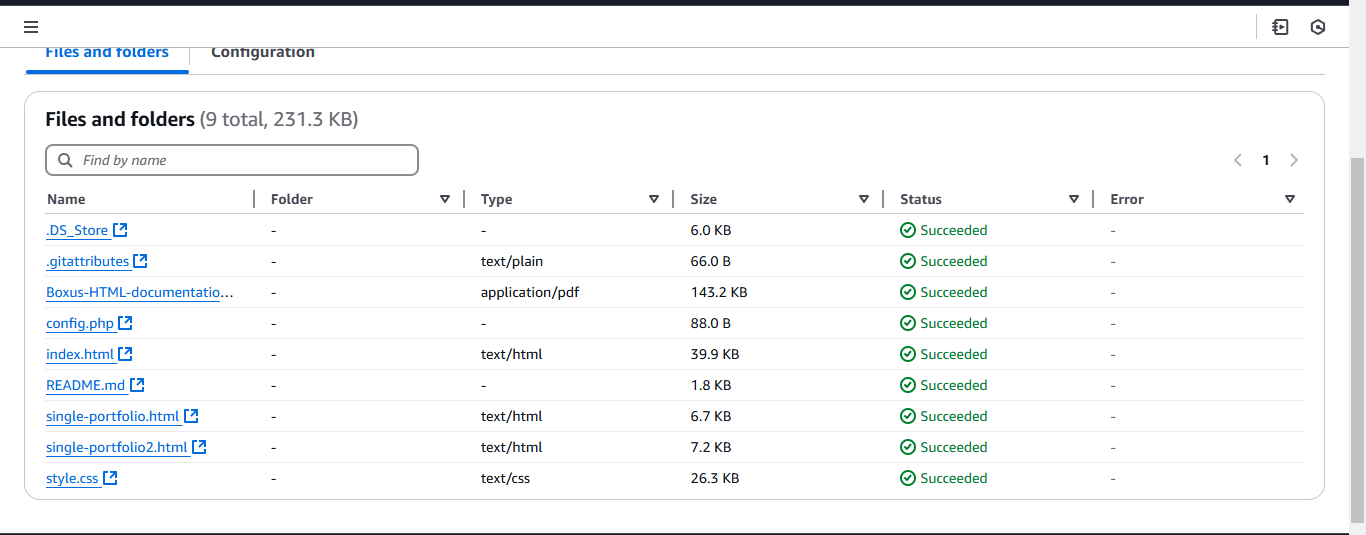 Files and folders Configuration
Files and folders (9 total, 231.3 KB)
Find by name
1
Name Folder Type Size Status Error
.DS_Store - - 6.0 KB Succeeded -
.gitattributes - text/plain 66.0 B Succeeded -
Boxus-HTML-documentatio… - application/pdf 143.2 KB Succeeded -
config.php - - 88.0 B Succeeded -
index.html - text/html 39.9 KB Succeeded -
README.md - - 1.8 KB Succeeded -
single-portfolio.html - text/html 6.7 KB Succeeded -
single-portfolio2.html - text/html 7.2 KB Succeeded -
style.css - text/css 26.3 KB Succeeded -